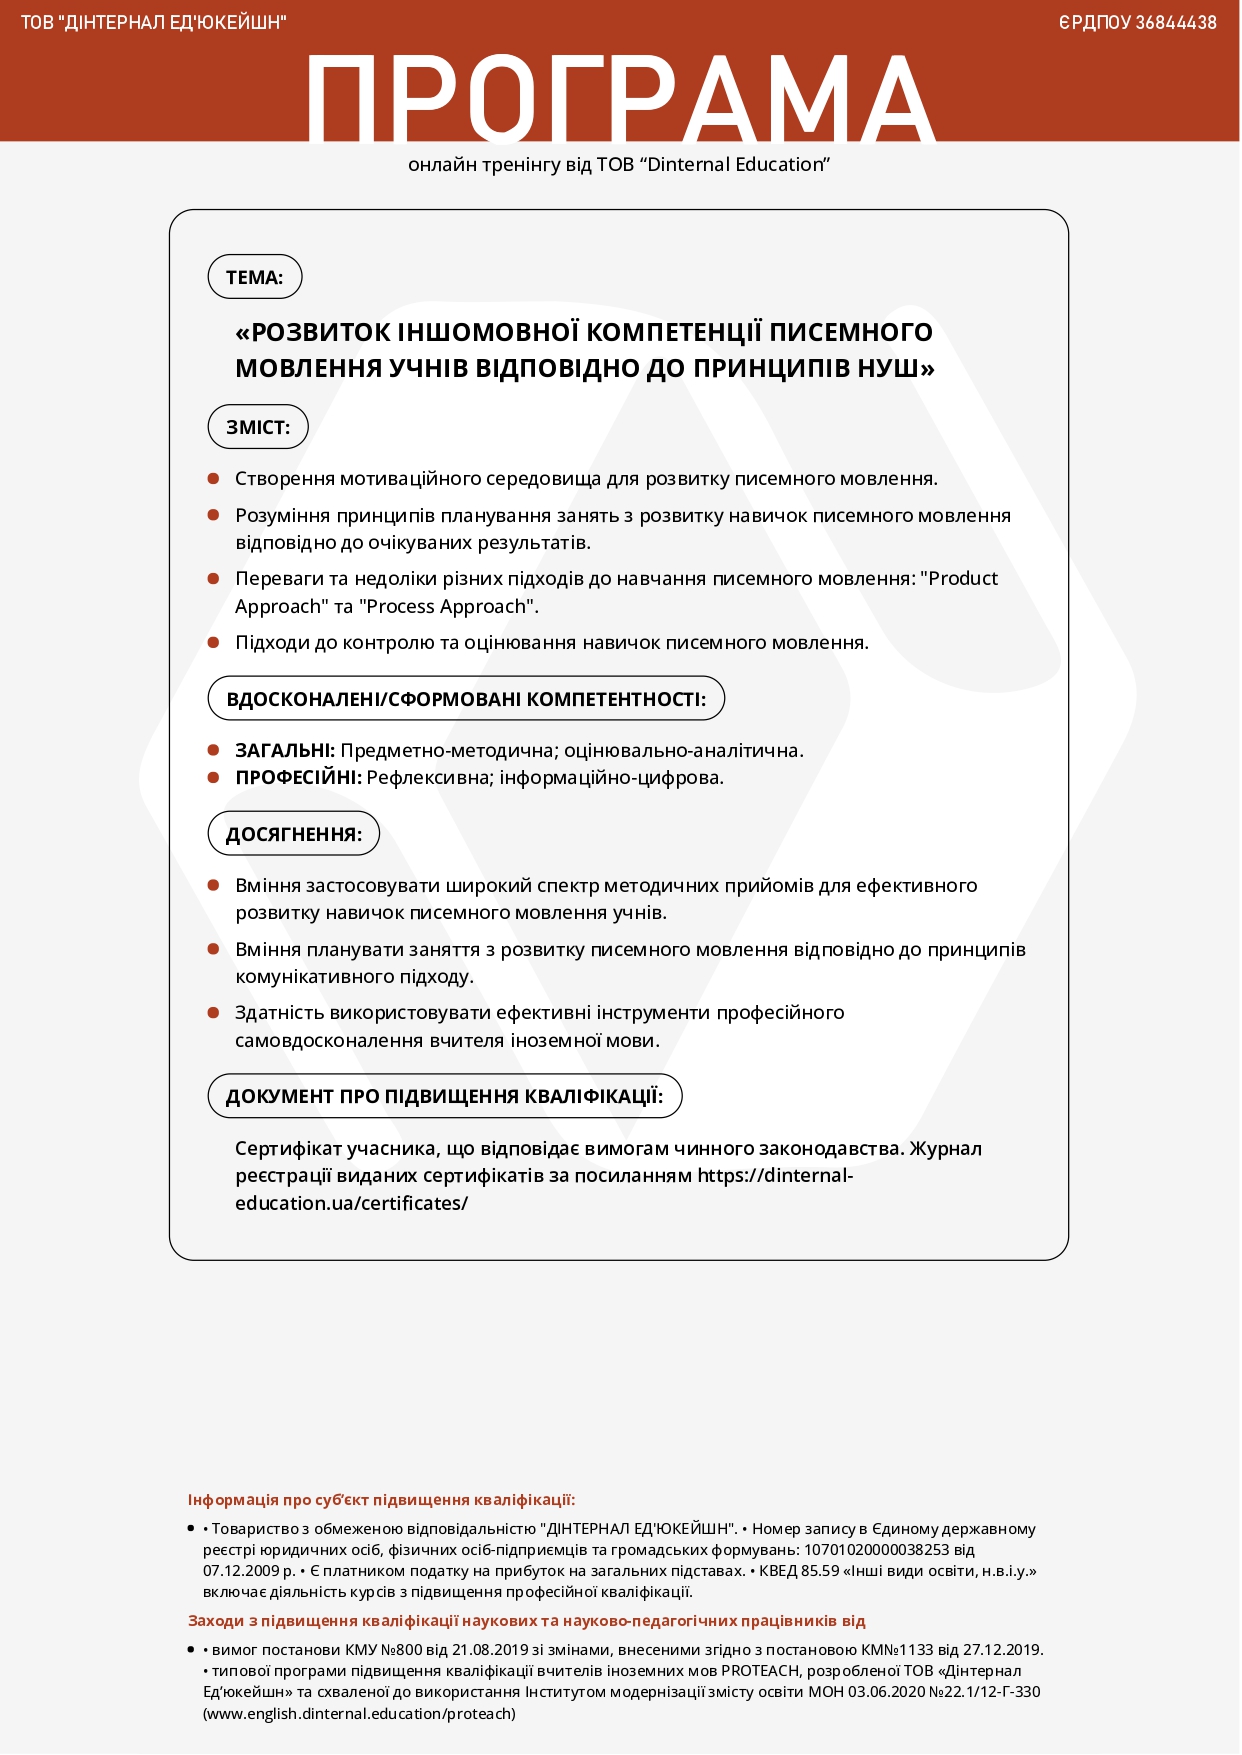 ТОВ "ДІНТЕРНАЛ ЕД'ЮКЕЙШН"
ЄРДПОУ 36844438
ПРОГРАМА
онлайн тренінгу від ТОВ “Dinternal Education”
ТЕМА:
«РОЗВИТОК ІНШОМОВНОЇ КОМПЕТЕНЦІЇ ПИСЕМНОГО
МОВЛЕННЯ УЧНІВ ВІДПОВІДНО ДО ПРИНЦИПІВ НУШ»
ЗМІСТ:
Створення мотиваційного середовища для розвитку писемного мовлення.
Розуміння принципів планування занять з розвитку навичок писемного мовлення
відповідно до очікуваних результатів.
Переваги та недоліки різних підходів до навчання писемного мовлення: "Product
Approach" та "Process Approach".
Підходи до контролю та оцінювання навичок писемного мовлення.
ВДОСКОНАЛЕНІ/СФОРМОВАНІ КОМПЕТЕНТНОСТІ:
ЗАГАЛЬНІ: Предметно-методична; оцінювально-аналітична.
ПРОФЕСІЙНІ: Рефлексивна; інформаційно-цифрова.
ДОСЯГНЕННЯ:
Вміння застосовувати широкий спектр методичних прийомів для ефективного
розвитку навичок писемного мовлення учнів.
Вміння планувати заняття з розвитку писемного мовлення відповідно до принципів
комунікативного підходу.
Здатність використовувати ефективні інструменти професійного
самовдосконалення вчителя іноземної мови.
ДОКУМЕНТ ПРО ПІДВИЩЕННЯ КВАЛІФІКАЦІЇ:
Сертифікат учасника, що відповідає вимогам чинного законодавства. Журнал
реєстрації виданих сертифікатів за посиланням https://dinternal-
education.ua/certificates/
Інформація про суб’єкт підвищення кваліфікації:
• • Товариство з обмеженою відповідальністю "ДІНТЕРНАЛ ЕД'ЮКЕЙШН". • Номер запису в Єдиному державному
реєстрі юридичних осіб, фізичних осіб-підприємців та громадських формувань: 10701020000038253 від
07.12.2009 р. • Є платником податку на прибуток на загальних підставах. • КВЕД 85.59 «Інші види освіти, н.в.і.у.»
включає діяльність курсів з підвищення професійної кваліфікації.
Заходи з підвищення кваліфікації наукових та науково-педагогічних працівників від
• • вимог постанови КМУ №800 від 21.08.2019 зі змінами, внесеними згідно з постановою КМ№1133 від 27.12.2019.
• типової програми підвищення кваліфікації вчителів іноземних мов PROTEACH, розробленої ТОВ «Дінтернал
Ед’юкейшн» та схваленої до використання Інститутом модернізації змісту освіти МОН 03.06.2020 №22.1/12-Г-330
(www.english.dinternal.education/proteach)